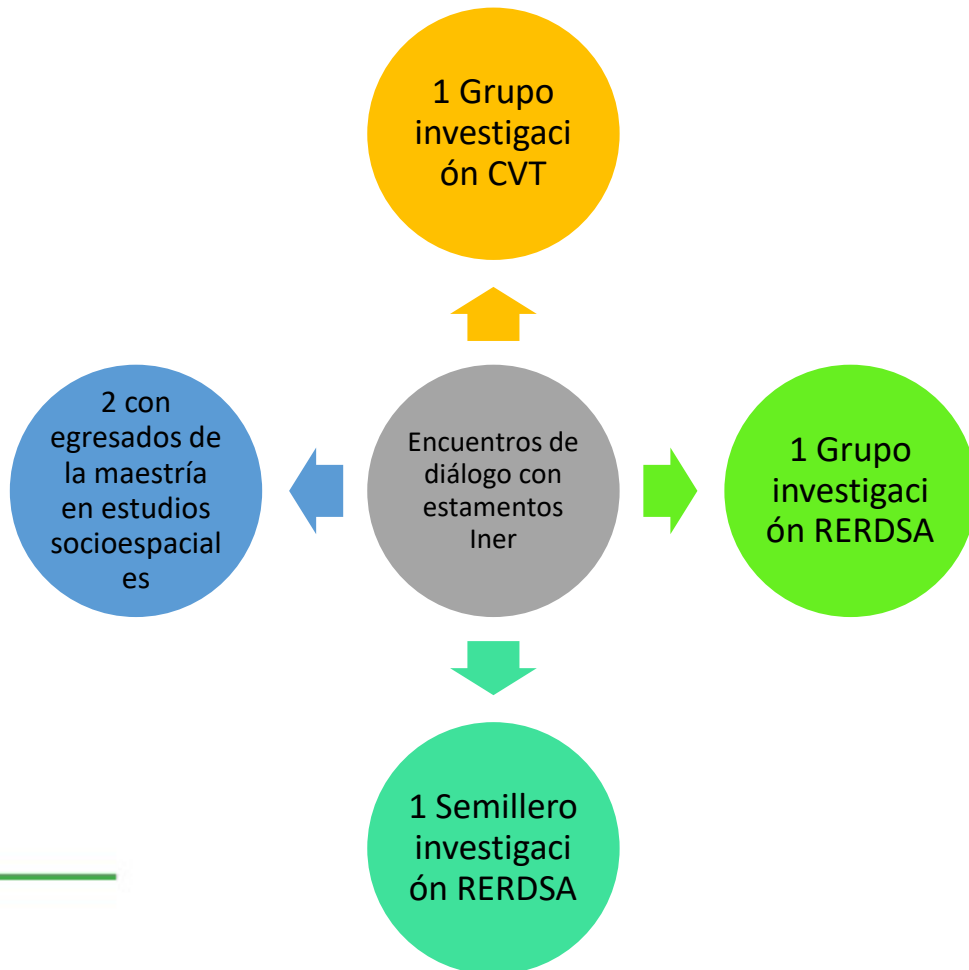 1 Grupo
investigaci
ón CVT
2 con
egresados de
la maestría
en estudios
socioespacial
es
Encuentros de
diálogo con
estamentos
Iner
1 Grupo
investigaci
ón RERDSA
1 Semillero
investigaci
ón RERDSA